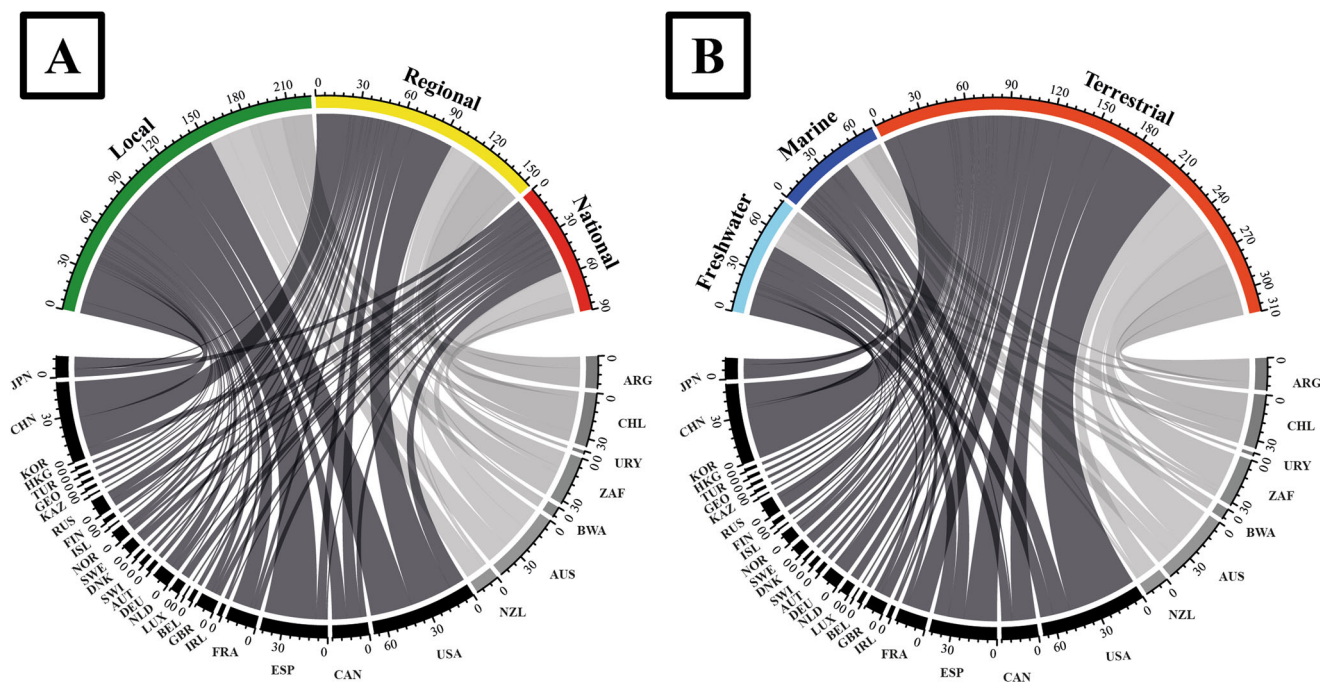 A
B
Local
Regional
National
0 30 60 90 120 150 180 210
0 30 60 90 120 150
0 30 60 90
JPN
CHN
KOR
HKG
TUR
GEO
KAZ
RUS
FIN
ISL
NOR
SWE
DNK
SWI
AUT
DEU
NLD
LUX
BEL
GBR
IRL
FRA
ESP
CAN
USA
NZL
AUS
BWA
ZAF
URY
CHL
ARG
Freshwater
Marine
Terrestrial
0 30 60
0 30 60
0 30 60 90 120 150 180 210 240 270 300 310
JPN
CHN
KOR
HKG
TUR
GEO
KAZ
RUS
FIN
ISL
NOR
SWE
DNK
SWI
AUT
DEU
NLD
LUX
BEL
GBR
IRL
FRA
ESP
CAN
USA
NZL
AUS
BWA
ZAF
URY
CHL
ARG